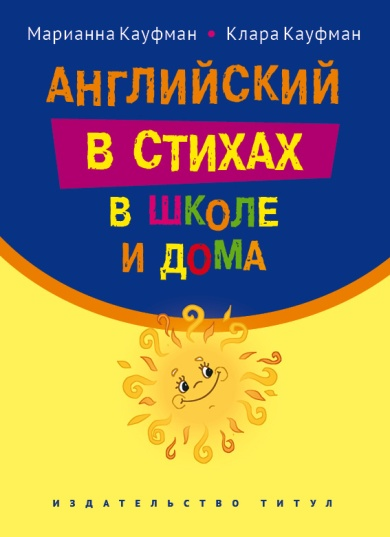 Марианна Кауфман • Клара Кауфман
АНГЛИЙСКИЙ
В СТИХАХ
В ШКОЛЕ
И ДОМА
ИЗДАТЕЛЬСТВО ТИТУЛ